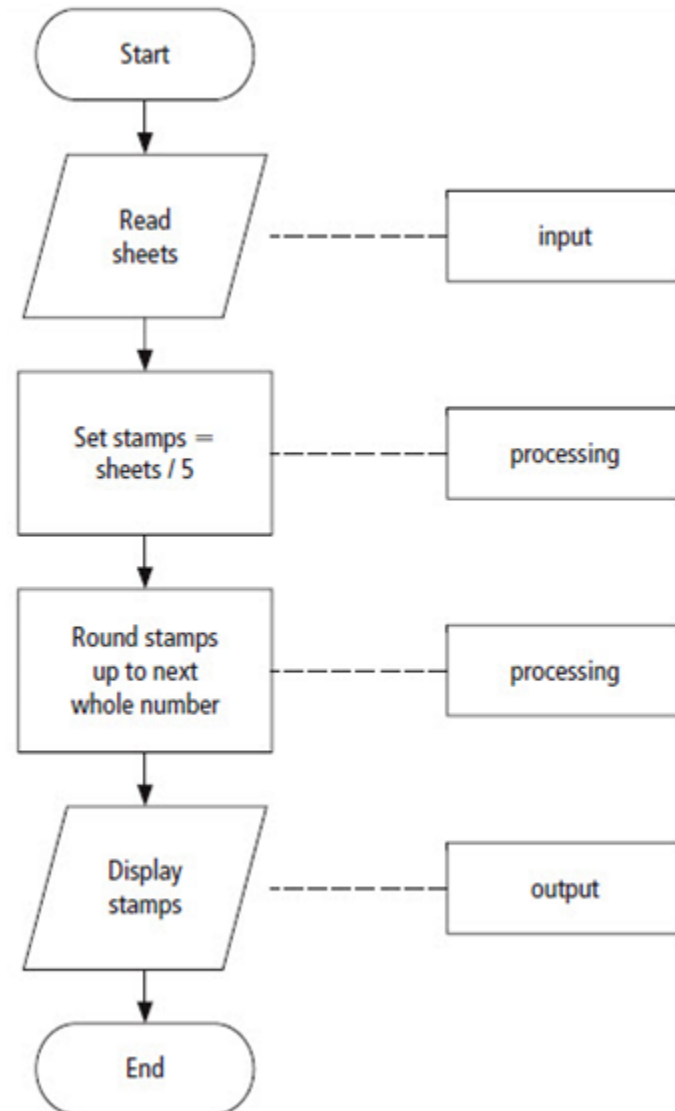 Start
Read
sheets
input
Set stamps =
sheets / 5
processing
Round stamps
up to next
whole number
processing
Display
stamps
output
End